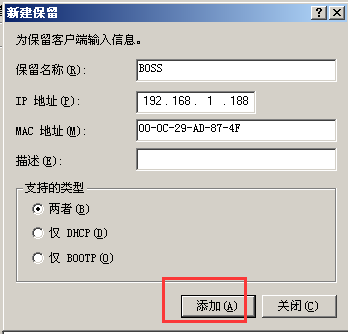 新建保留
为保留客户端输入信息。
保留名称(R): BOSS
IP 地址(P): 192.168. 1 .188
MAC 地址(M): 00-0C-29-AD-87-4F
描述(E):
支持的类型
两者(B)
仅 DHCP(D)
仅 BOOTP(O)
添加(A) 关闭(C)